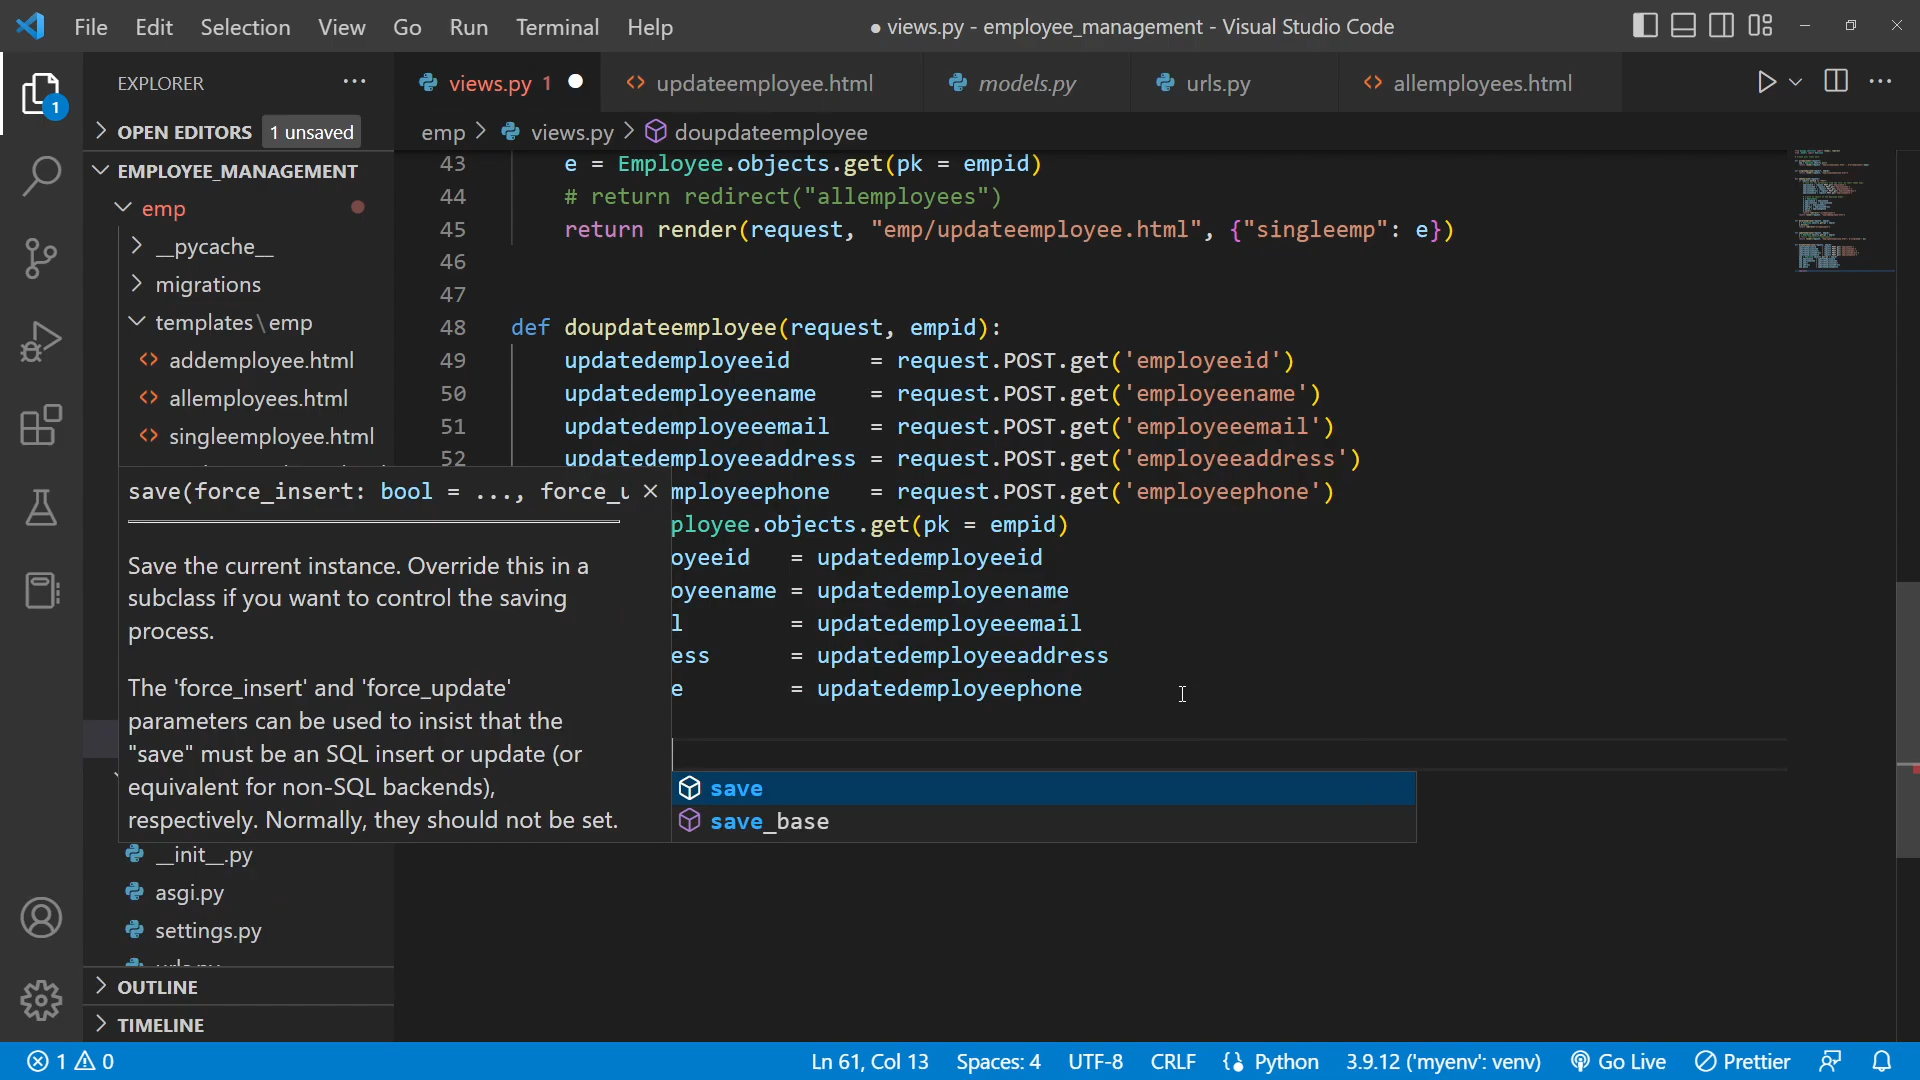 File Edit Selection View Go Run Terminal Help
● views.py - employee_management - Visual Studio Code
EXPLORER
1
views.py 1
updateemployee.html
models.py
urls.py
allemployees.html
OPEN EDITORS 1 unsaved
emp > views.py > doupdateemployee
EMPLOYEE_MANAGEMENT
emp
__pycache__
migrations
templates\emp
addemployee.html
allemployees.html
singleemployee.html
43 e = Employee.objects.get(pk = empid)
44 # return redirect("allemployees")
45 return render(request, "emp/updateemployee.html", {"singleemp": e})
46
47
48 def doupdateemployee(request, empid):
49 updatedemployeeid = request.POST.get('employeeid')
50 updatedemployeename = request.POST.get('employeename')
51 updatedemployeeemail = request.POST.get('employeeemail')
52 updatedemployeeaddress = request.POST.get('employeeaddress')
mployeephone = request.POST.get('employeephone')
ployee.objects.get(pk = empid)
oyeeid = updatedemployeeid
oyeename = updatedemployeename
l = updatedemployeeemail
ess = updatedemployeeaddress
e = updatedemployeephone
save(force_insert: bool = ..., force_u
Save the current instance. Override this in a
subclass if you want to control the saving
process.
The 'force_insert' and 'force_update'
parameters can be used to insist that the
"save" must be an SQL insert or update (or
equivalent for non-SQL backends),
respectively. Normally, they should not be set.
save
save_base
__init__.py
asgi.py
settings.py
OUTLINE
TIMELINE
1 0
Ln 61, Col 13 Spaces: 4 UTF-8 CRLF Python 3.9.12 ('myenv': venv) Go Live Prettier